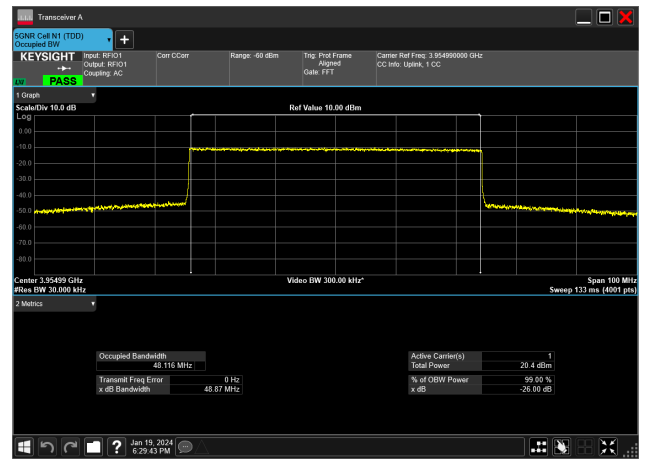 Transceiver A
5GNR Cell N1 (TDD)
Occupied BW
KEYSIGHT
LW
PASS
Input: RFIO1
Output: RFIO1
Coupling: AC
Corr CCorr
Range: -60 dBm
Trig: Prot Frame
Aligned
Gate: FFT
Carrier Ref Freq: 3.954990000 GHz
CC Info: Uplink, 1 CC
1 Graph
Scale/Div 10.0 dB
Ref Value 10.00 dBm
Log
0.00
-10.0
-20.0
-30.0
-40.0
-50.0
-60.0
-70.0
-80.0
Center 3.95499 GHz
#Res BW 30.000 kHz
Video BW 300.00 kHz*
Span 100 MHz
Sweep 133 ms (4001 pts)
2 Metrics
Occupied Bandwidth
48.116 MHz
Transmit Freq Error 0 Hz
x dB Bandwidth 48.87 MHz
Active Carrier(s) 1
Total Power 20.4 dBm
% of OBW Power 99.00 %
x dB -26.00 dB
Jan 19, 2024
6:29:43 PM